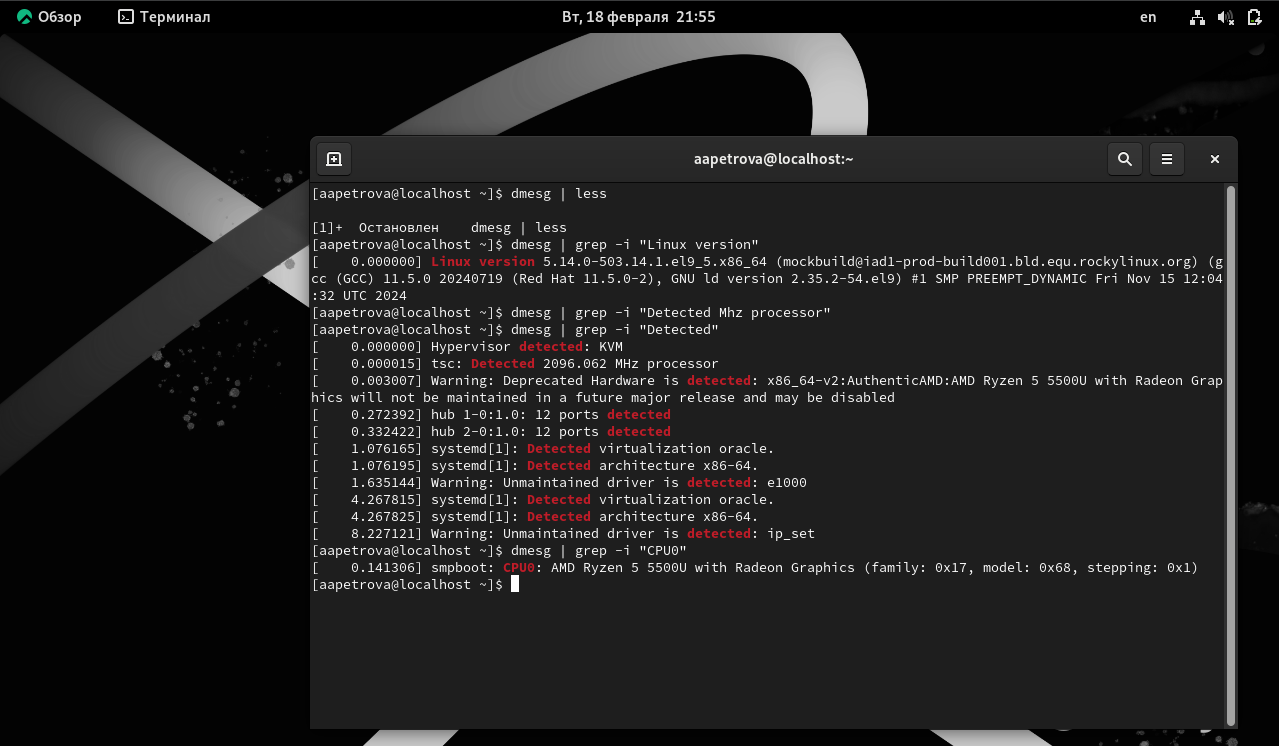 Обзор Терминал Вт, 18 февраля 21:55 en
aapetrova@localhost:~
[aapetrova@localhost ~]$ dmesg | less
[1]+  Остановлен    dmesg | less
[aapetrova@localhost ~]$ dmesg | grep -i "Linux version"
[    0.000000] Linux version 5.14.0-503.14.1.el9_5.x86_64 (mockbuild@iad1-prod-build001.bld.equ.rockylinux.org) (g
cc (GCC) 11.5.0 20240719 (Red Hat 11.5.0-2), GNU ld version 2.35.2-54.el9) #1 SMP PREEMPT_DYNAMIC Fri Nov 15 12:04
:32 UTC 2024
[aapetrova@localhost ~]$ dmesg | grep -i "Detected Mhz processor"
[aapetrova@localhost ~]$ dmesg | grep -i "Detected"
[    0.000000] Hypervisor detected: KVM
[    0.000015] tsc: Detected 2096.062 MHz processor
[    0.003007] Warning: Deprecated Hardware is detected: x86_64-v2:AuthenticAMD:AMD Ryzen 5 5500U with Radeon Grap
hics will not be maintained in a future major release and may be disabled
[    0.272392] hub 1-0:1.0: 12 ports detected
[    0.332422] hub 2-0:1.0: 12 ports detected
[    1.076165] systemd[1]: Detected virtualization oracle.
[    1.076195] systemd[1]: Detected architecture x86-64.
[    1.635144] Warning: Unmaintained driver is detected: e1000
[    4.267815] systemd[1]: Detected virtualization oracle.
[    4.267825] systemd[1]: Detected architecture x86-64.
[    8.227121] Warning: Unmaintained driver is detected: ip_set
[aapetrova@localhost ~]$ dmesg | grep -i "CPU0"
[    0.141306] smpboot: CPU0: AMD Ryzen 5 5500U with Radeon Graphics (family: 0x17, model: 0x68, stepping: 0x1)
[aapetrova@localhost ~]$